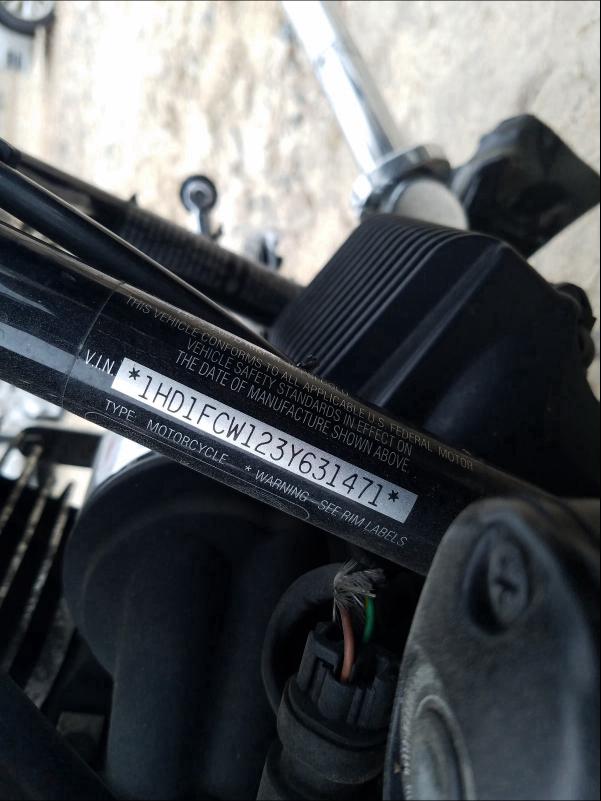 THIS VEHICLE CONFORMS TO ALL APPLICABLE U.S. FEDERAL MOTOR
VEHICLE SAFETY STANDARDS IN EFFECT ON
THE DATE OF MANUFACTURE SHOWN ABOVE
V.I.N. *1HD1FCW123Y631471*
TYPE: MOTORCYCLE * WARNING-SEE RIM LABELS